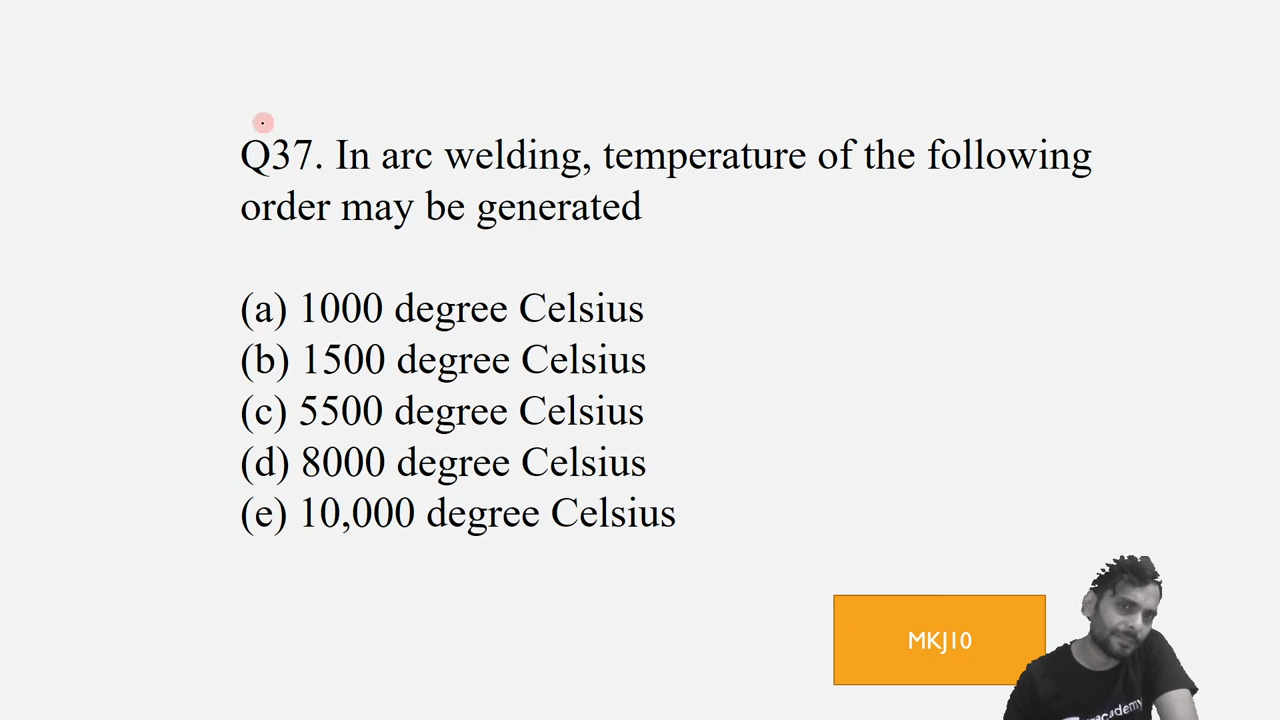 Q37. In arc welding, temperature of the following
order may be generated
(a) 1000 degree Celsius
(b) 1500 degree Celsius
(c) 5500 degree Celsius
(d) 8000 degree Celsius
(e) 10,000 degree Celsius
MKJ10